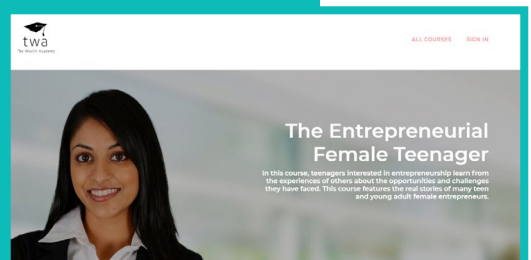 twa
The Wealth Academy
ALL COURSES SIGN IN
The Entrepreneurial
Female Teenager
In this course, teenagers interested in entrepreneurship learn from
the experiences of others about the opportunities and challenges
they have faced. This course features the real stories of many teen
and young adult female entrepreneurs.